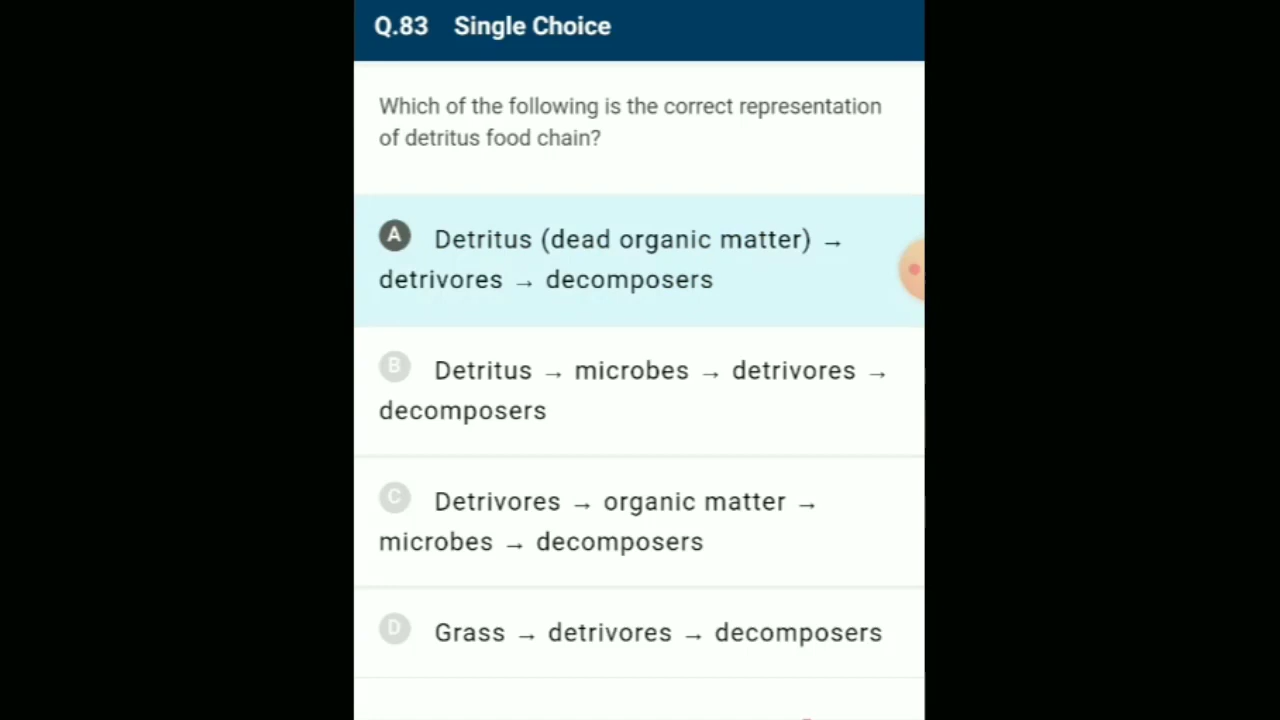 Q.83 Single Choice
Which of the following is the correct representation
of detritus food chain?
A Detritus (dead organic matter) →
detrivores → decomposers
B Detritus → microbes → detrivores →
decomposers
C Detrivores → organic matter →
microbes → decomposers
D Grass → detrivores → decomposers